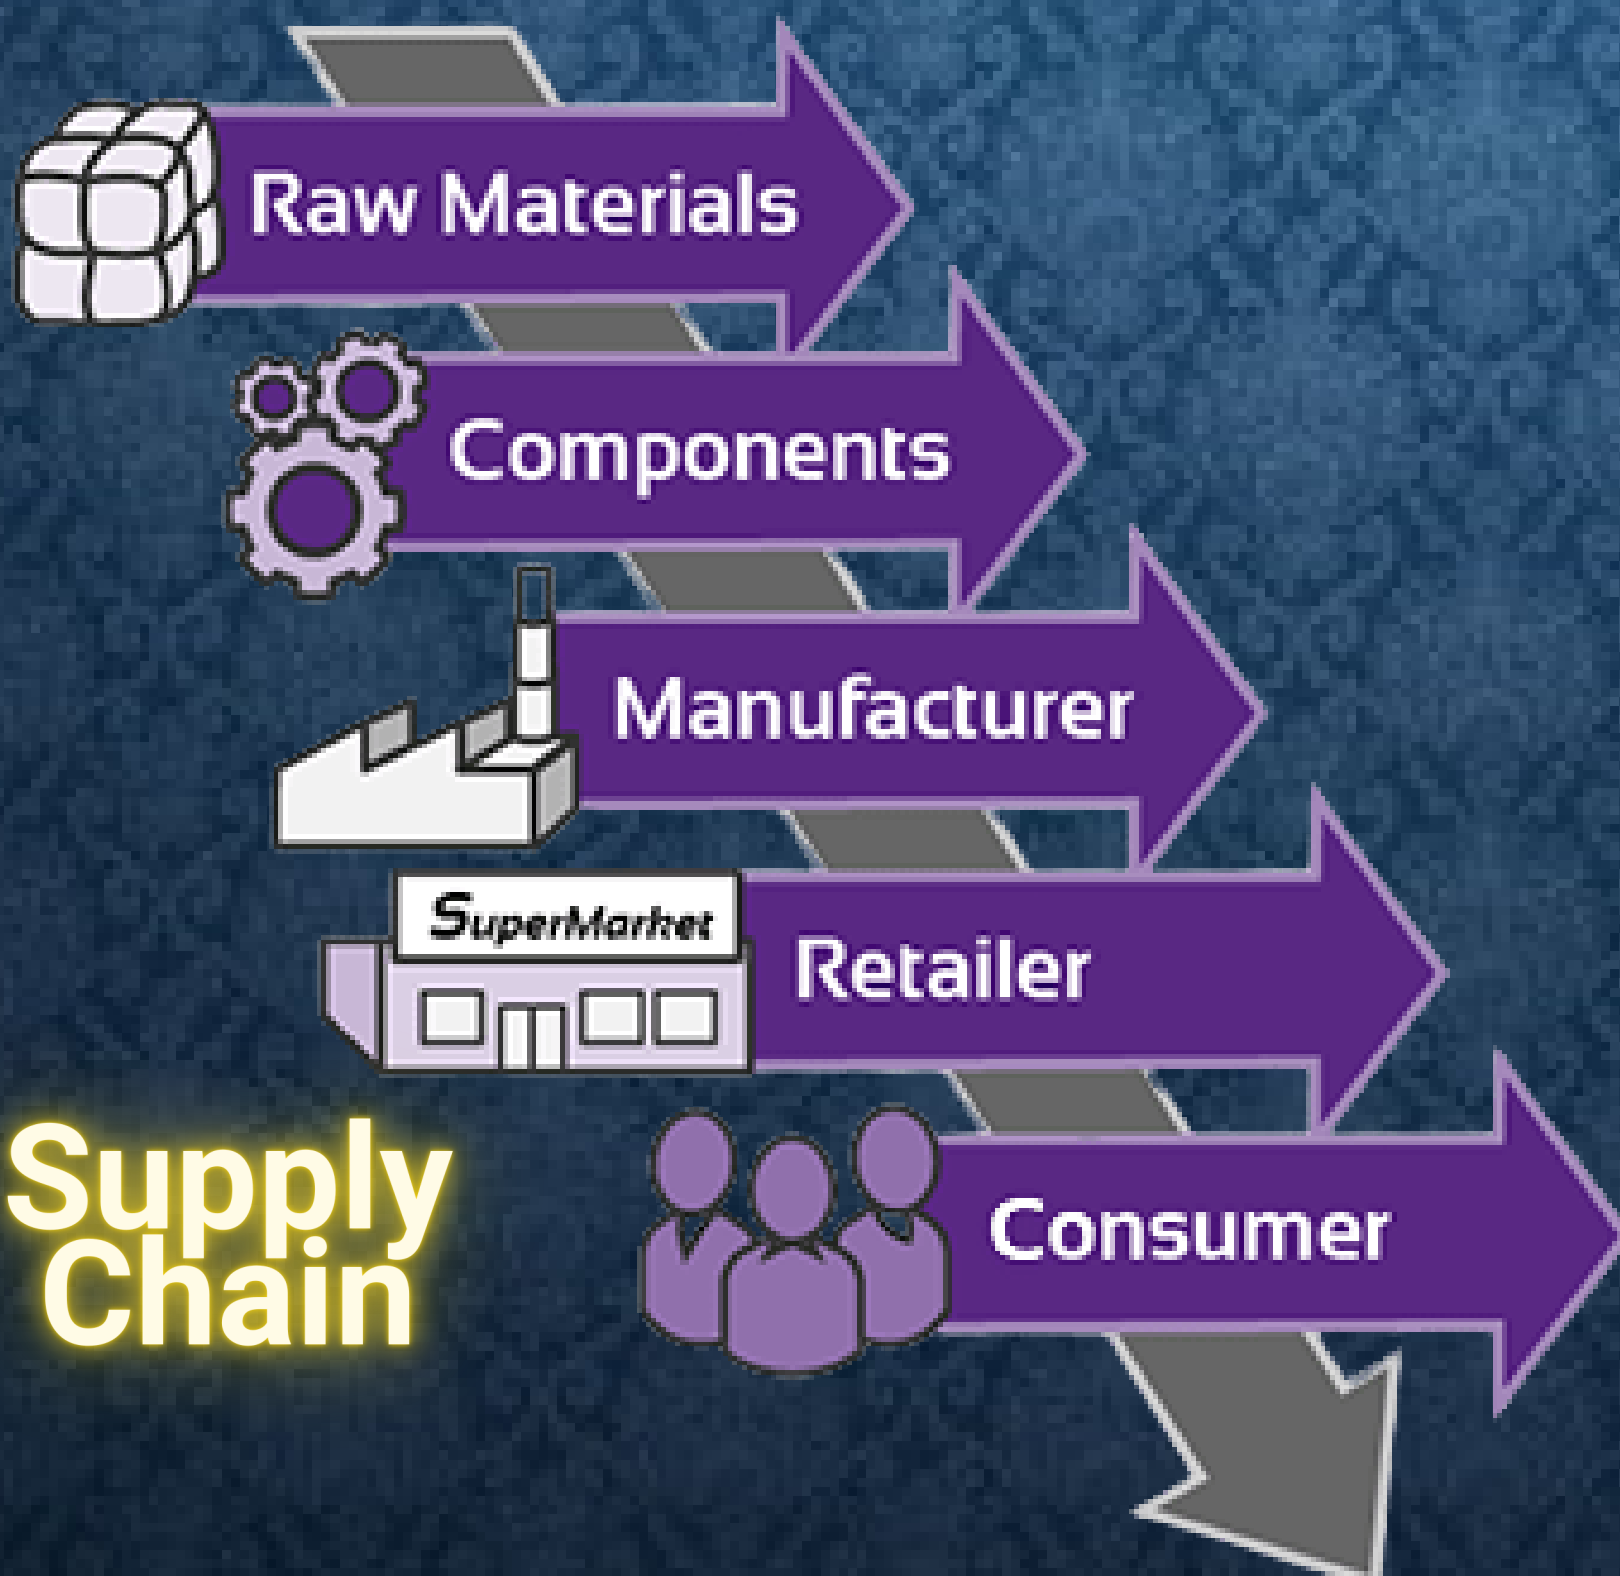 Raw Materials
Components
Manufacturer
SuperMarket
Retailer
Consumer
Supply
Chain